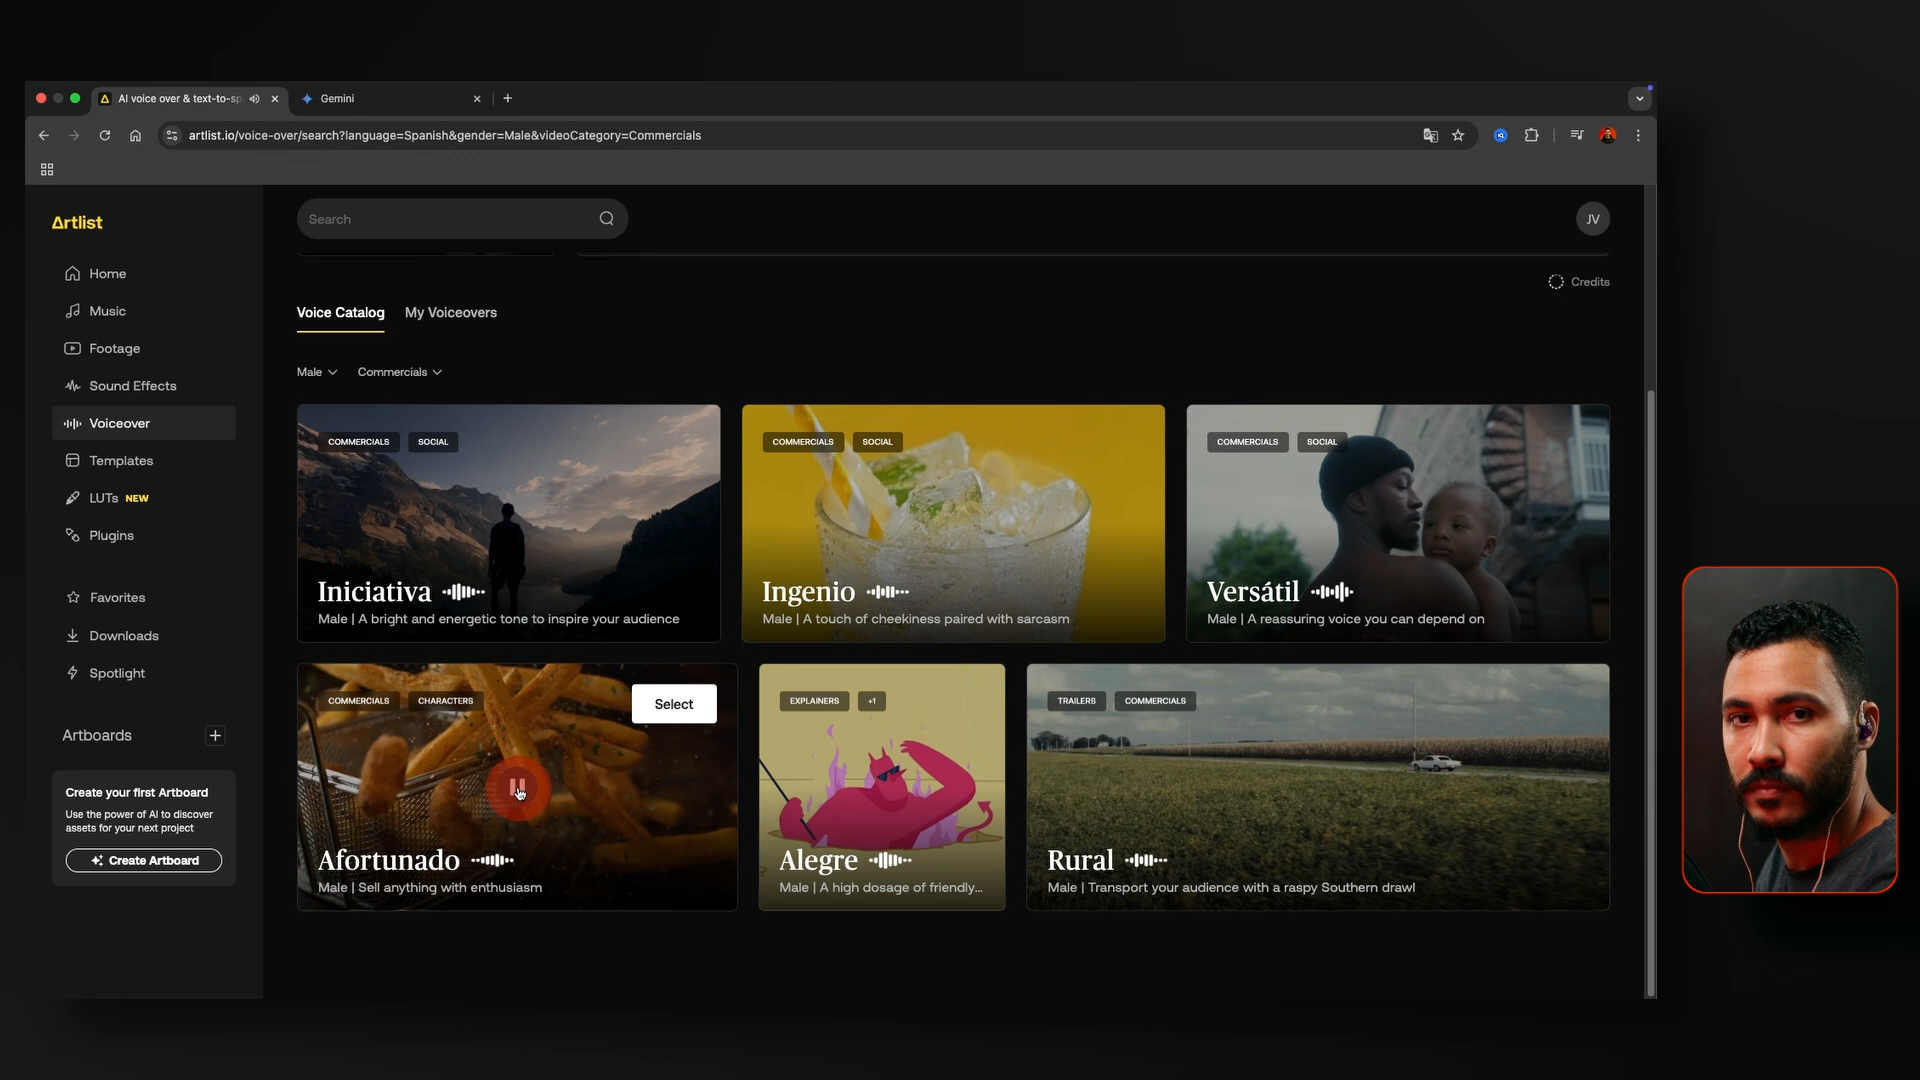 AI voice over & text-to-sp
Gemini
artlist.io/voice-over/search?language=Spanish&gender=Male&videoCategory=Commercials
Artlist
Search
JV
Home
Music
Footage
Sound Effects
Voiceover
Templates
LUTs NEW
Plugins
Favorites
Downloads
Spotlight
Artboards
Create your first Artboard
Use the power of AI to discover
assets for your next project
Create Artboard
Credits
Voice Catalog
My Voiceovers
Male
Commercials
COMMERCIALS SOCIAL
Iniciativa
Male | A bright and energetic tone to inspire your audience
COMMERCIALS SOCIAL
Ingenio
Male | A touch of cheekiness paired with sarcasm
COMMERCIALS SOCIAL
Versátil
Male | A reassuring voice you can depend on
COMMERCIALS CHARACTERS
Select
Afortunado
Male | Sell anything with enthusiasm
EXPLAINERS +1
Alegre
Male | A high dosage of friendly...
TRAILERS COMMERCIALS
Rural
Male | Transport your audience with a raspy Southern drawl